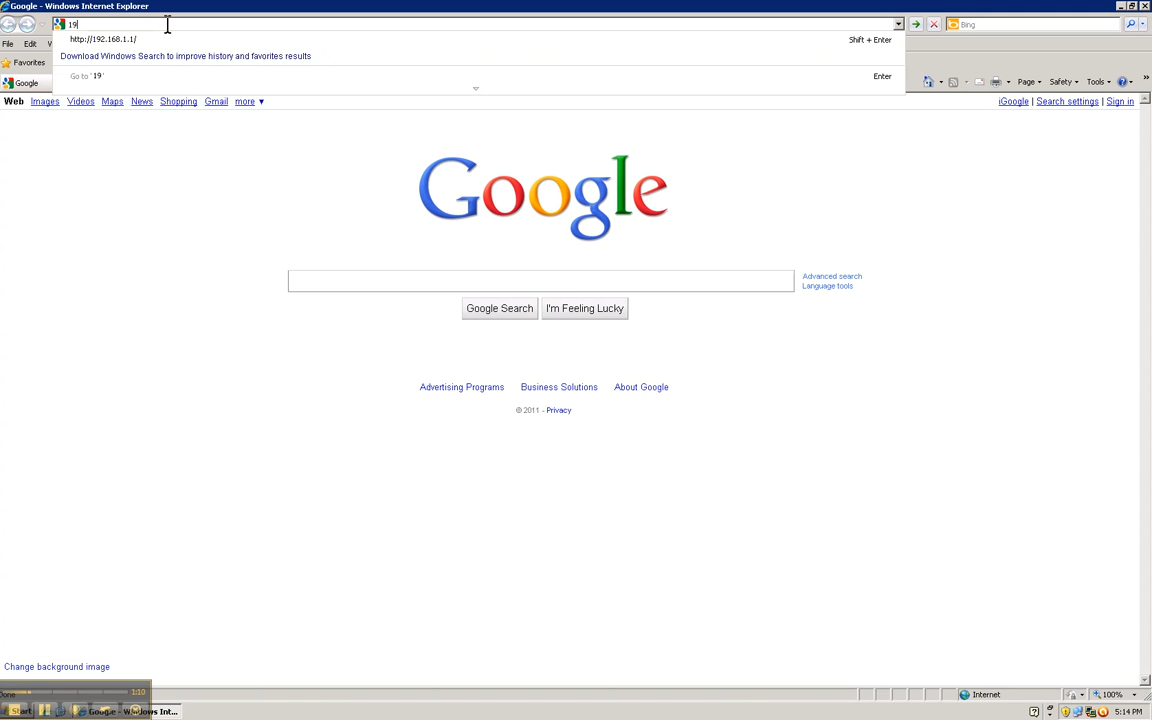 Google - Windows Internet Explorer
19
Bing
http://192.168.1.1/
Shift + Enter
File Edit
Download Windows Search to improve history and favorites results
Favorites
Go to '19'
Enter
Google
Page
Safety
Tools
Web Images Videos Maps News Shopping Gmail more ▼
iGoogle | Search settings | Sign in
Google
Advanced search
Language tools
Google Search I'm Feeling Lucky
Advertising Programs Business Solutions About Google
© 2011 - Privacy
Change background image
1:10
Done
Internet
100%
Start
Google - Windows Int...
5:14 PM